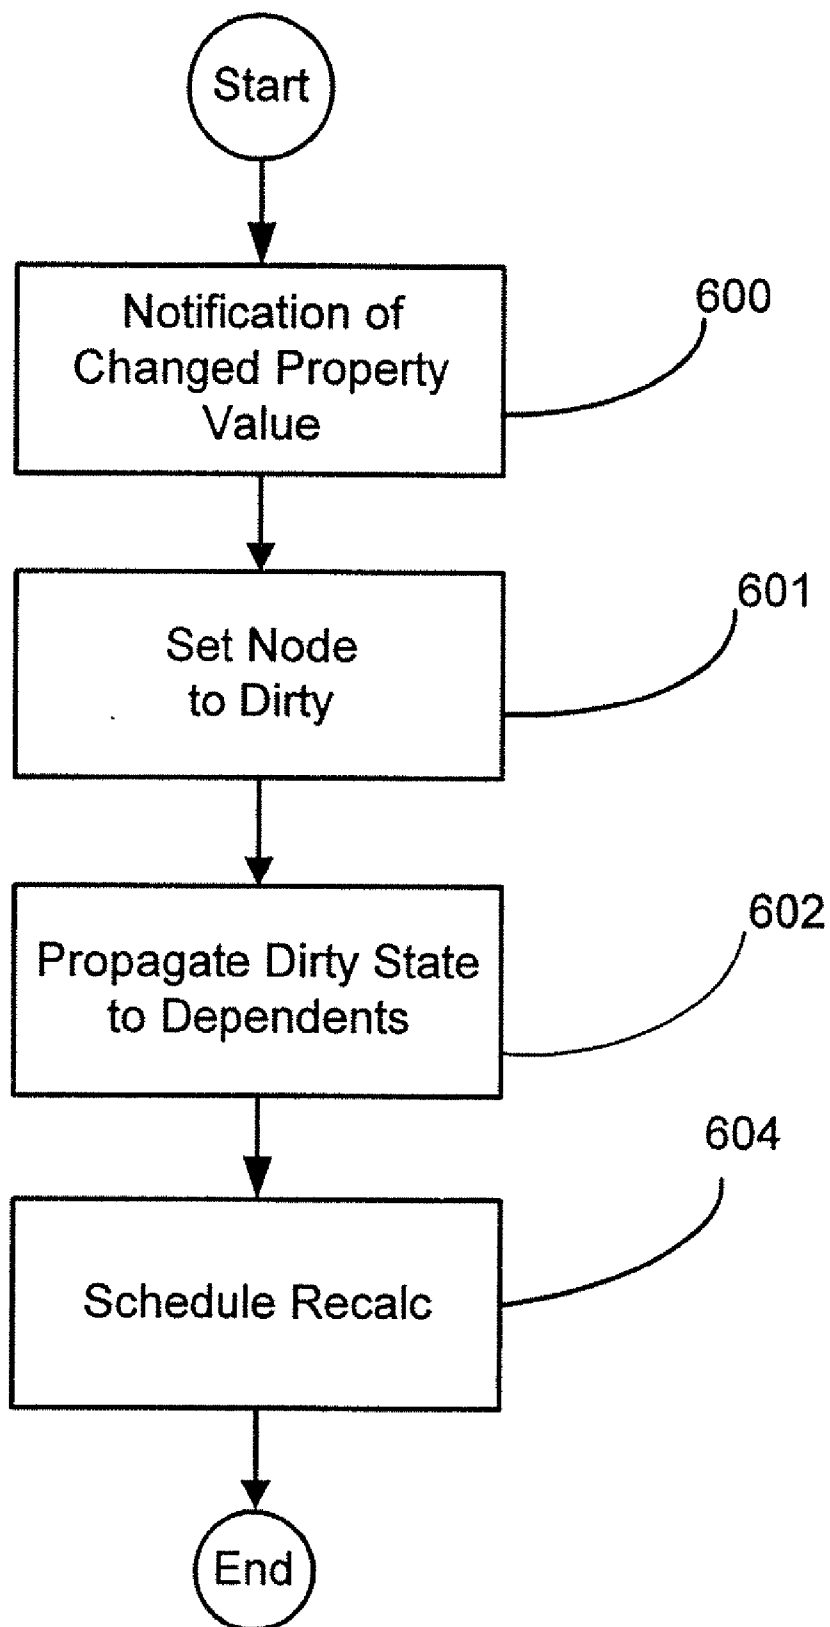 Start
Notification of
Changed Property
Value
600
Set Node
to Dirty
601
Propagate Dirty State
to Dependents
602
Schedule Recalc
604
End